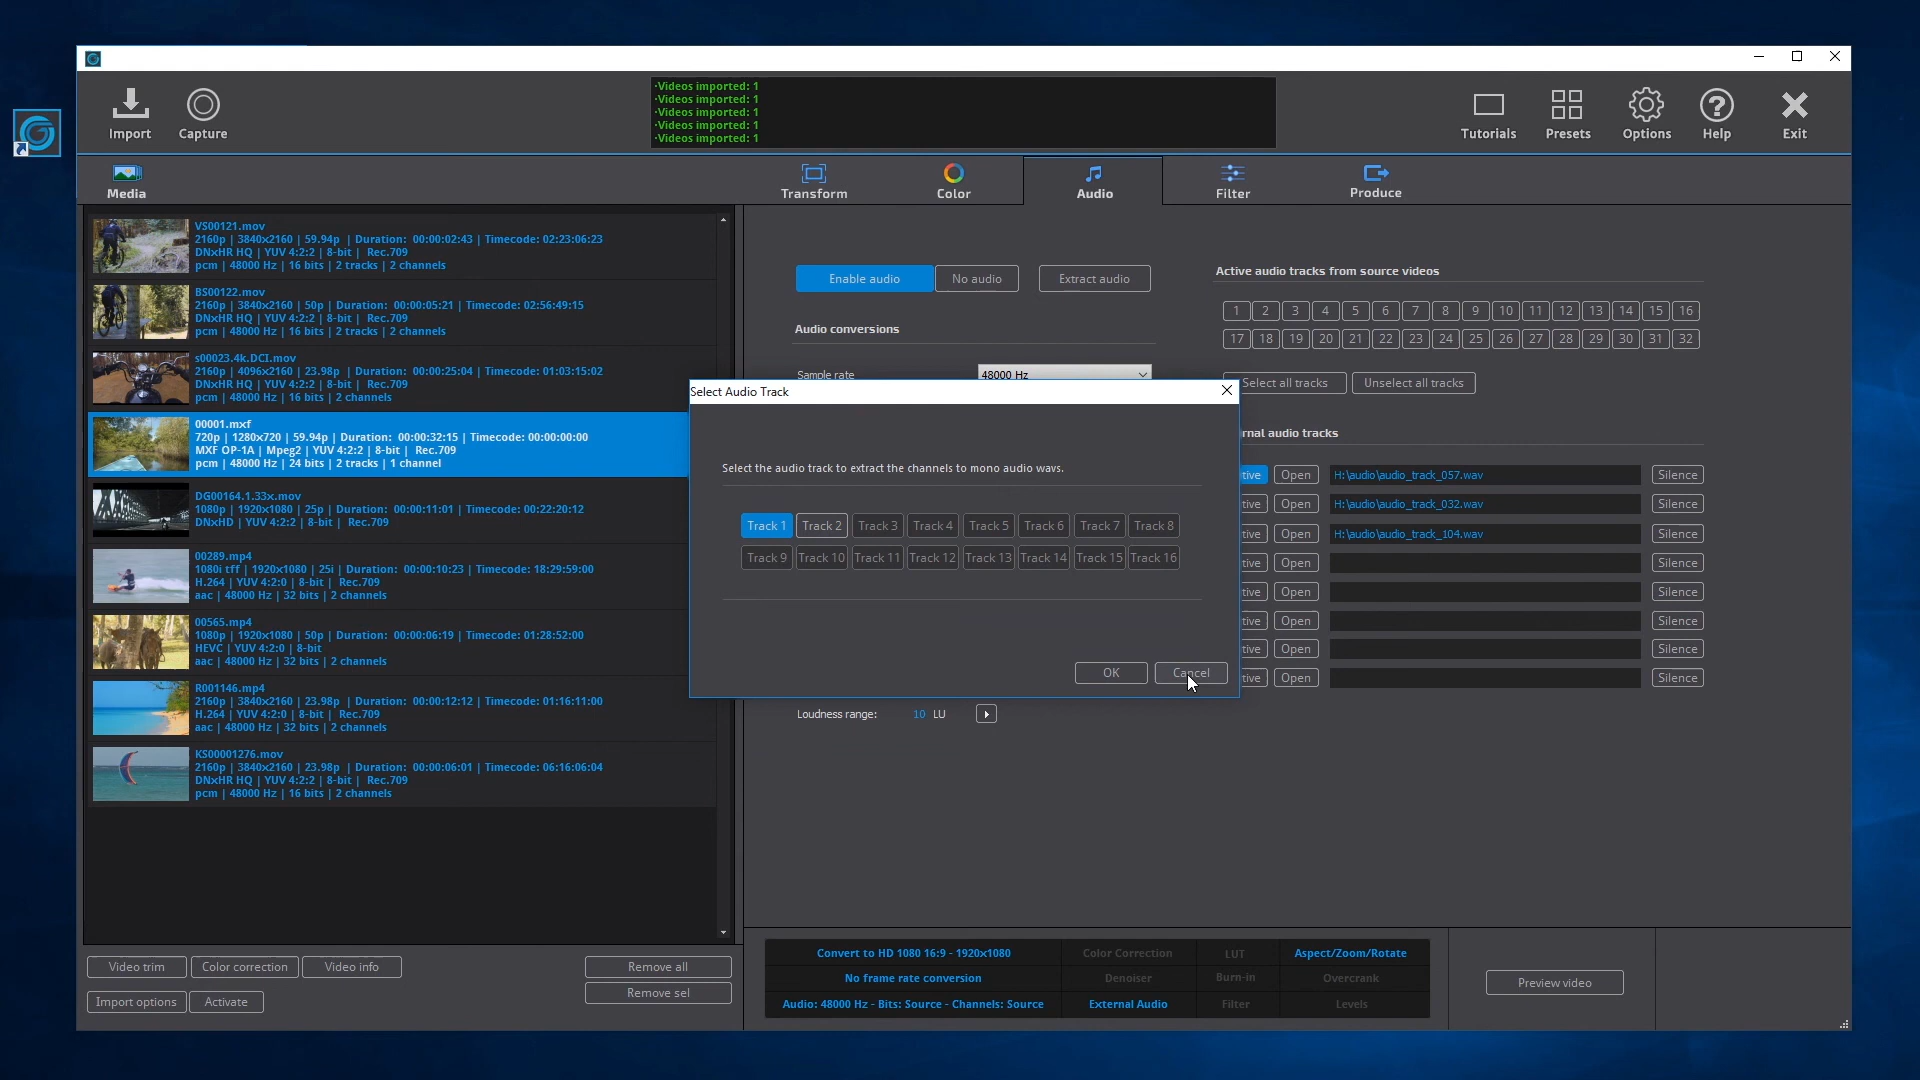 ·Videos imported: 1
·Videos imported: 1
·Videos imported: 1
·Videos imported: 1
·Videos imported: 1
Import
Capture
Tutorials
Presets
Options
Help
Exit
Media
Transform
Color
Audio
Filter
Produce
VS00121.mov
2160p | 3840x2160 | 59.94p | Duration: 00:00:02:43 | Timecode: 02:23:06:23
DNxHR HQ | YUV 4:2:2 | 8-bit | Rec.709
pcm | 48000 Hz | 16 bits | 2 tracks | 2 channels
BS00122.mov
2160p | 3840x2160 | 50p | Duration: 00:00:05:21 | Timecode: 02:56:49:15
DNxHR HQ | YUV 4:2:2 | 8-bit | Rec.709
pcm | 48000 Hz | 16 bits | 2 tracks | 2 channels
s00023.4k.DCI.mov
2160p | 4096x2160 | 23.98p | Duration: 00:00:25:04 | Timecode: 01:03:15:02
DNxHR HQ | YUV 4:2:2 | 8-bit | Rec.709
pcm | 48000 Hz | 16 bits | 2 channels
00001.mxf
720p | 1280x720 | 59.94p | Duration: 00:00:32:15 | Timecode: 00:00:00:00
MXF OP-1A | Mpeg2 | YUV 4:2:2 | 8-bit | Rec.709
pcm | 48000 Hz | 24 bits | 2 tracks | 1 channel
DG00164.1.33x.mov
1080p | 1920x1080 | 25p | Duration: 00:00:11:01 | Timecode: 00:22:20:12
DNxHD | YUV 4:2:2 | 8-bit | Rec.709
00289.mp4
1080i tff | 1920x1080 | 25i | Duration: 00:00:10:23 | Timecode: 18:29:59:00
H.264 | YUV 4:2:0 | 8-bit | Rec.709
aac | 48000 Hz | 32 bits | 2 channels
00565.mp4
1080p | 1920x1080 | 50p | Duration: 00:00:06:19 | Timecode: 01:28:52:00
HEVC | YUV 4:2:0 | 8-bit
aac | 48000 Hz | 32 bits | 2 channels
R001146.mp4
2160p | 3840x2160 | 23.98p | Duration: 00:00:12:12 | Timecode: 01:16:11:00
H.264 | YUV 4:2:0 | 8-bit | Rec.709
aac | 48000 Hz | 32 bits | 2 channels
KS00001276.mov
2160p | 3840x2160 | 23.98p | Duration: 00:00:06:01 | Timecode: 06:16:06:04
DNxHR HQ | YUV 4:2:2 | 8-bit | Rec.709
pcm | 48000 Hz | 16 bits | 2 channels
Video trim
Color correction
Video info
Import options
Activate
Remove all
Remove sel
Enable audio
No audio
Extract audio
Audio conversions
Sample rate
48000 Hz
Active audio tracks from source videos
1 2 3 4 5 6 7 8 9 10 11 12 13 14 15 16
17 18 19 20 21 22 23 24 25 26 27 28 29 30 31 32
Select all tracks
Unselect all tracks
rnal audio tracks
tive Open H:\audio\audio_track_057.wav Silence
tive Open H:\audio\audio_track_032.wav Silence
tive Open H:\audio\audio_track_104.wav Silence
tive Open Silence
tive Open Silence
tive Open Silence
tive Open Silence
tive Open Silence
Select Audio Track
Select the audio track to extract the channels to mono audio wavs.
Track 1 Track 2 Track 3 Track 4 Track 5 Track 6 Track 7 Track 8
Track 9 Track 10 Track 11 Track 12 Track 13 Track 14 Track 15 Track 16
OK
Cancel
Loudness range: 10 LU
Convert to HD 1080 16:9 - 1920x1080
Color Correction
LUT
Aspect/Zoom/Rotate
No frame rate conversion
Denoiser
Burn-in
Overcrank
Audio: 48000 Hz - Bits: Source - Channels: Source
External Audio
Filter
Levels
Preview video